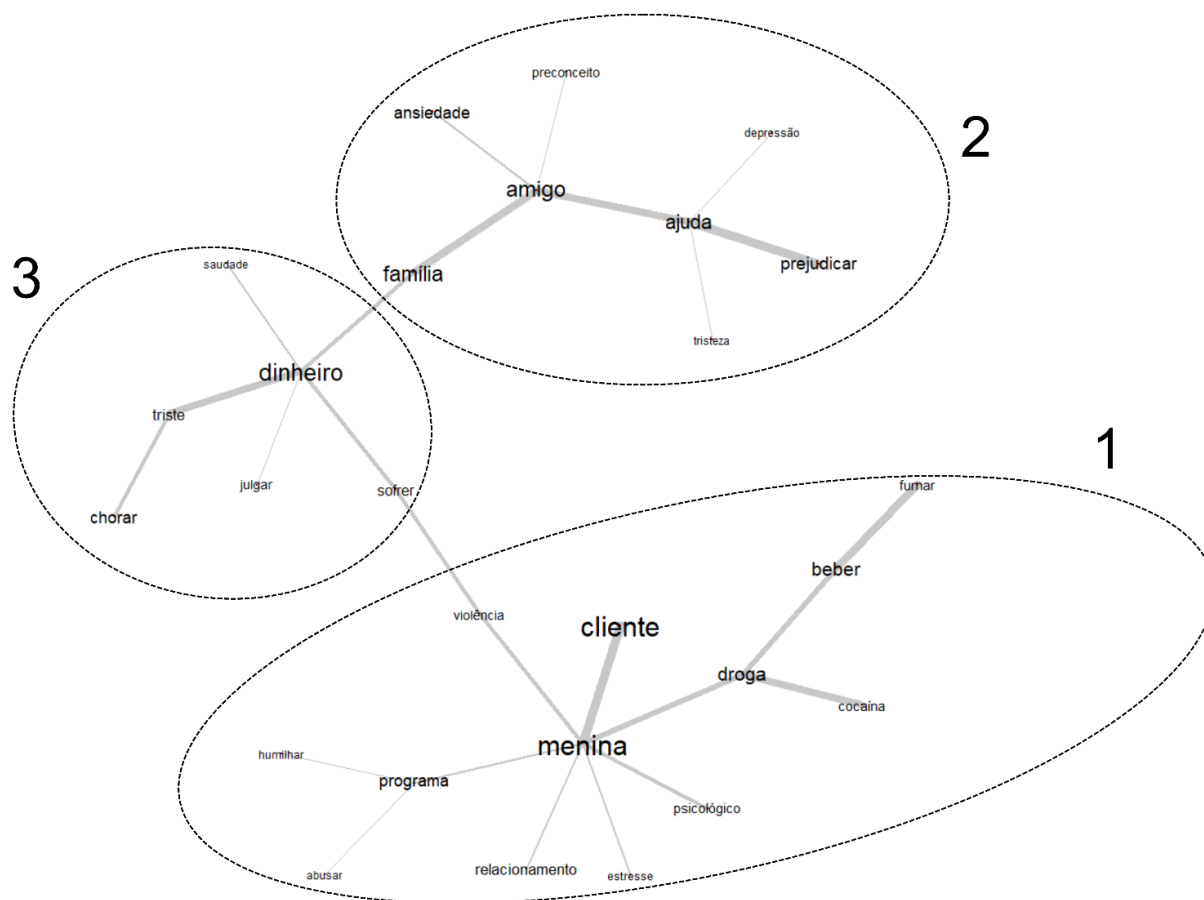 preconceito
ansiedade
2
depressão
amigo
ajuda
prejudicar
família
3
saudade
tristeza
dinheiro
triste
1
julgar
sofrer
fumar
chorar
beber
violência
cliente
droga
cocaína
menina
humilhar
programa
psicológico
relacionamento
abusar
estresse